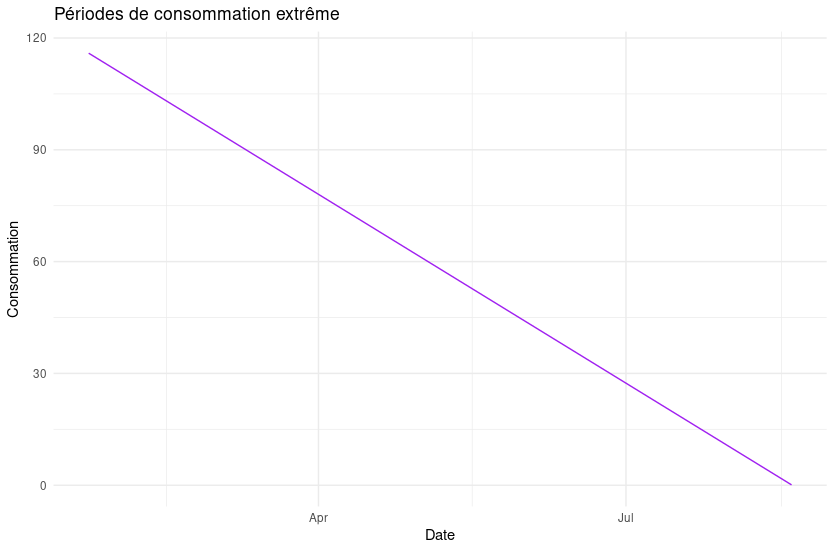 Périodes de consommation extrême
120
90
60
30
0
Consommation
Apr
Jul
Date